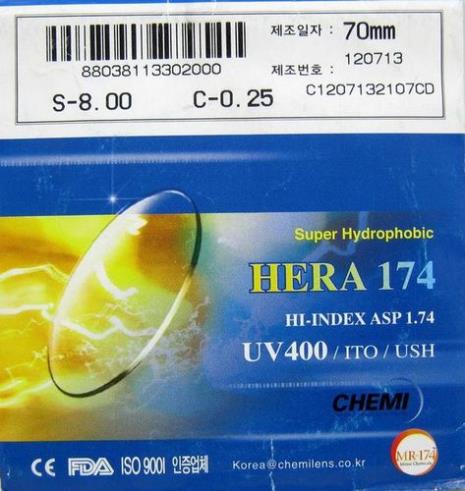 제조일자 : 70mm
88038113302000
120713
제조번호 :
S-8.00 C-0.25 C1207132107CD
Super Hydrophobic
HERA 174
HI-INDEX ASP 1.74
UV400 / ITO / USH
CHEMI
CE FDA ISO 9001 인증업체 Korea@chemilens.co.kr
MR-174